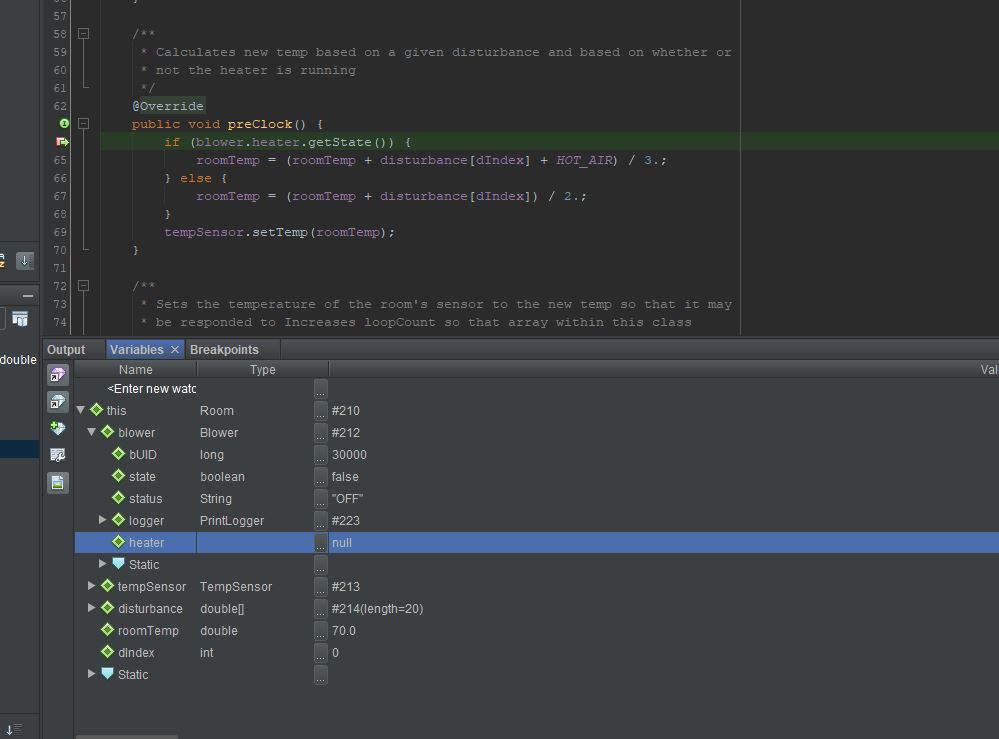 57
58 /**
59 * Calculates new temp based on a given disturbance and based on whether or
60 * not the heater is running
61 */
62 @Override
public void preClock() {
if (blower.heater.getState()) {
65 roomTemp = (roomTemp + disturbance[dIndex] + HOT_AIR) / 3.;
66 } else {
67 roomTemp = (roomTemp + disturbance[dIndex]) / 2.;
68 }
69 tempSensor.setTemp(roomTemp);
70 }
71
72 /**
73 * Sets the temperature of the room's sensor to the new temp so that it may
74 * be responded to Increases loopCount so that array within this class
double
Output Variables × Breakpoints
Name Type Val
<Enter new watc ...
this Room ... #210
blower Blower ... #212
bUID long ... 30000
state boolean ... false
status String ... "OFF"
logger PrintLogger ... #223
heater ... null
Static ...
tempSensor TempSensor ... #213
disturbance double[] ... #214(length=20)
roomTemp double ... 70.0
dIndex int ... 0
Static ...